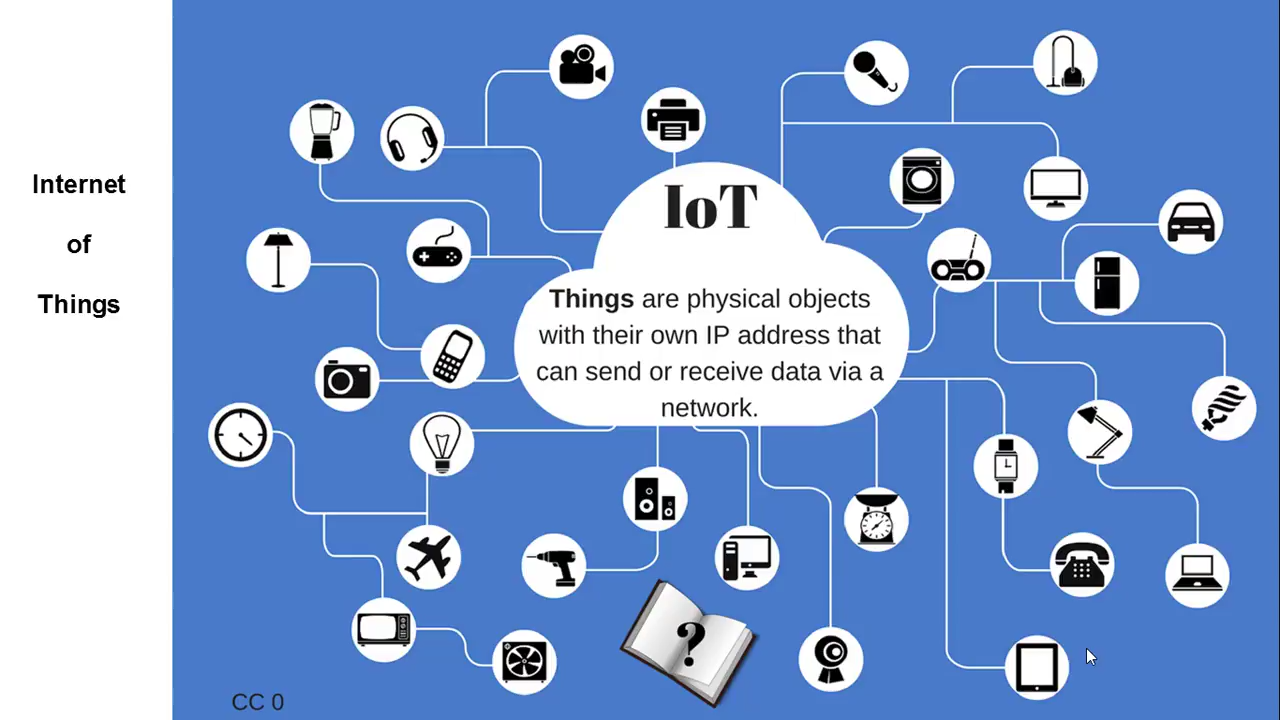 Internet
of
Things
IoT
Things are physical objects
with their own IP address that
can send or receive data via a
network.
?
CC 0